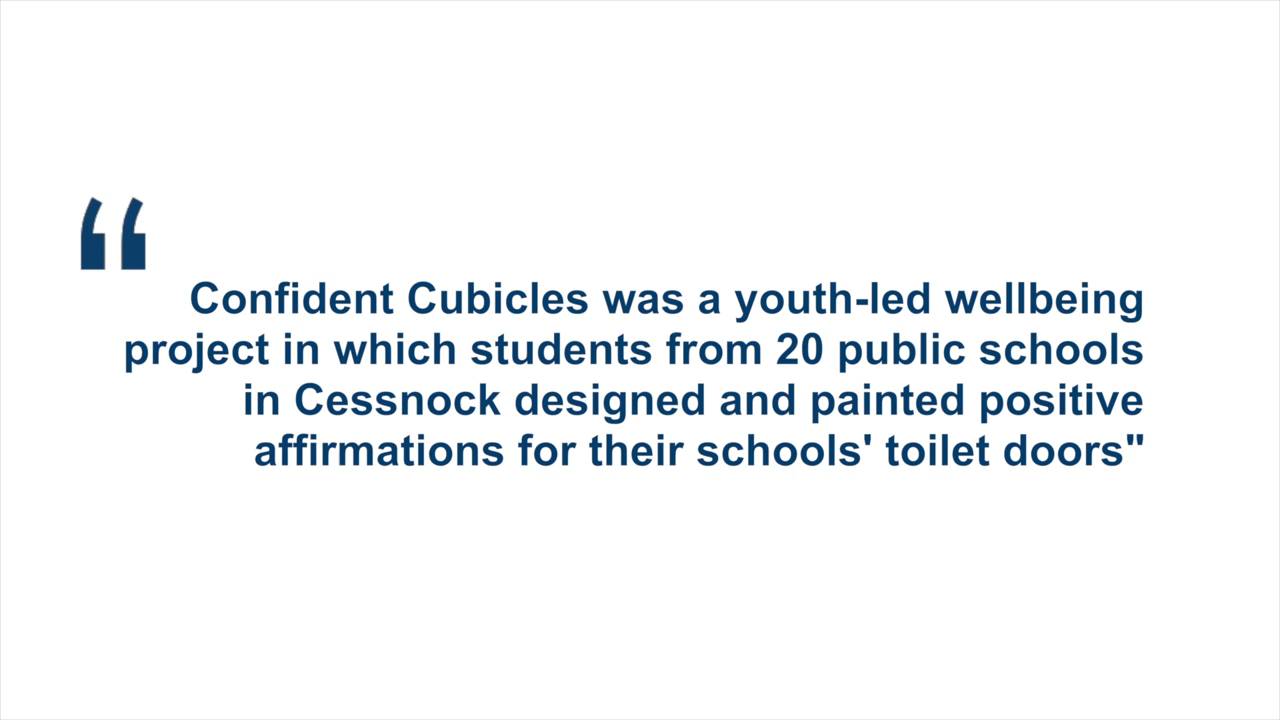 “
Confident Cubicles was a youth-led wellbeing
project in which students from 20 public schools
in Cessnock designed and painted positive
affirmations for their schools' toilet doors"